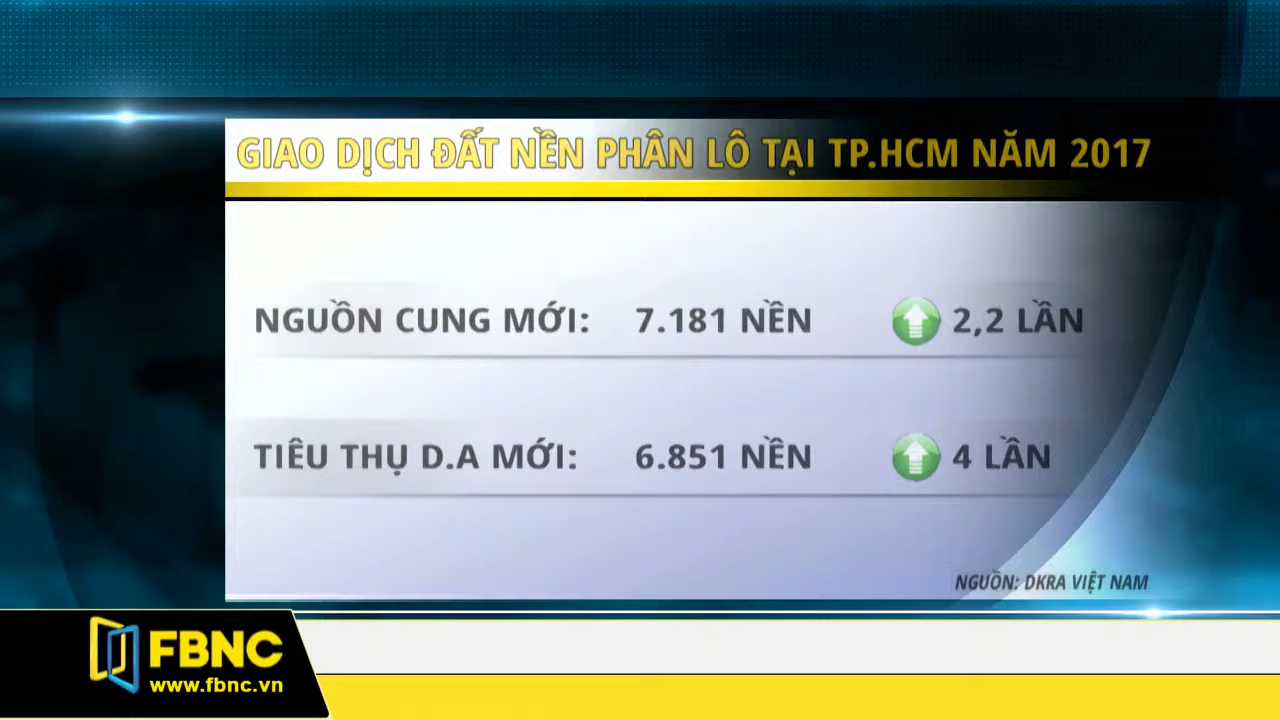 GIAO DỊCH ĐẤT NỀN PHÂN LÔ TẠI TP.HCM NĂM 2017
NGUỒN CUNG MỚI: 7.181 NỀN 2,2 LẦN
TIÊU THỤ D.A MỚI: 6.851 NỀN 4 LẦN
NGUỒN: DKRA VIỆT NAM
FBNC
www.fbnc.vn